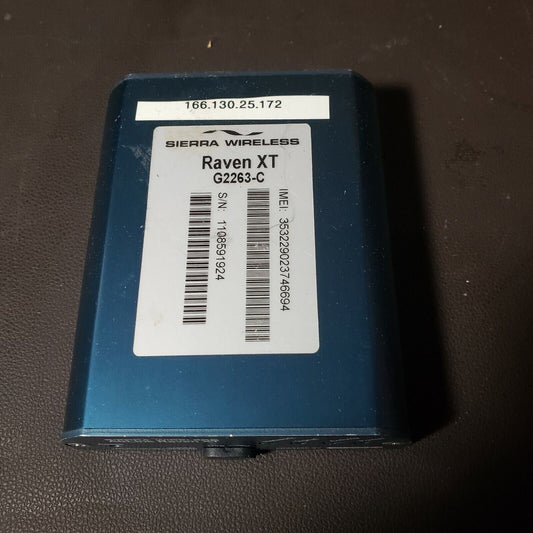 166.130.25.172
SIERRA WIRELESS
Raven XT
G2263-C
IMEI: 353229023746694
S/N: 1108591924